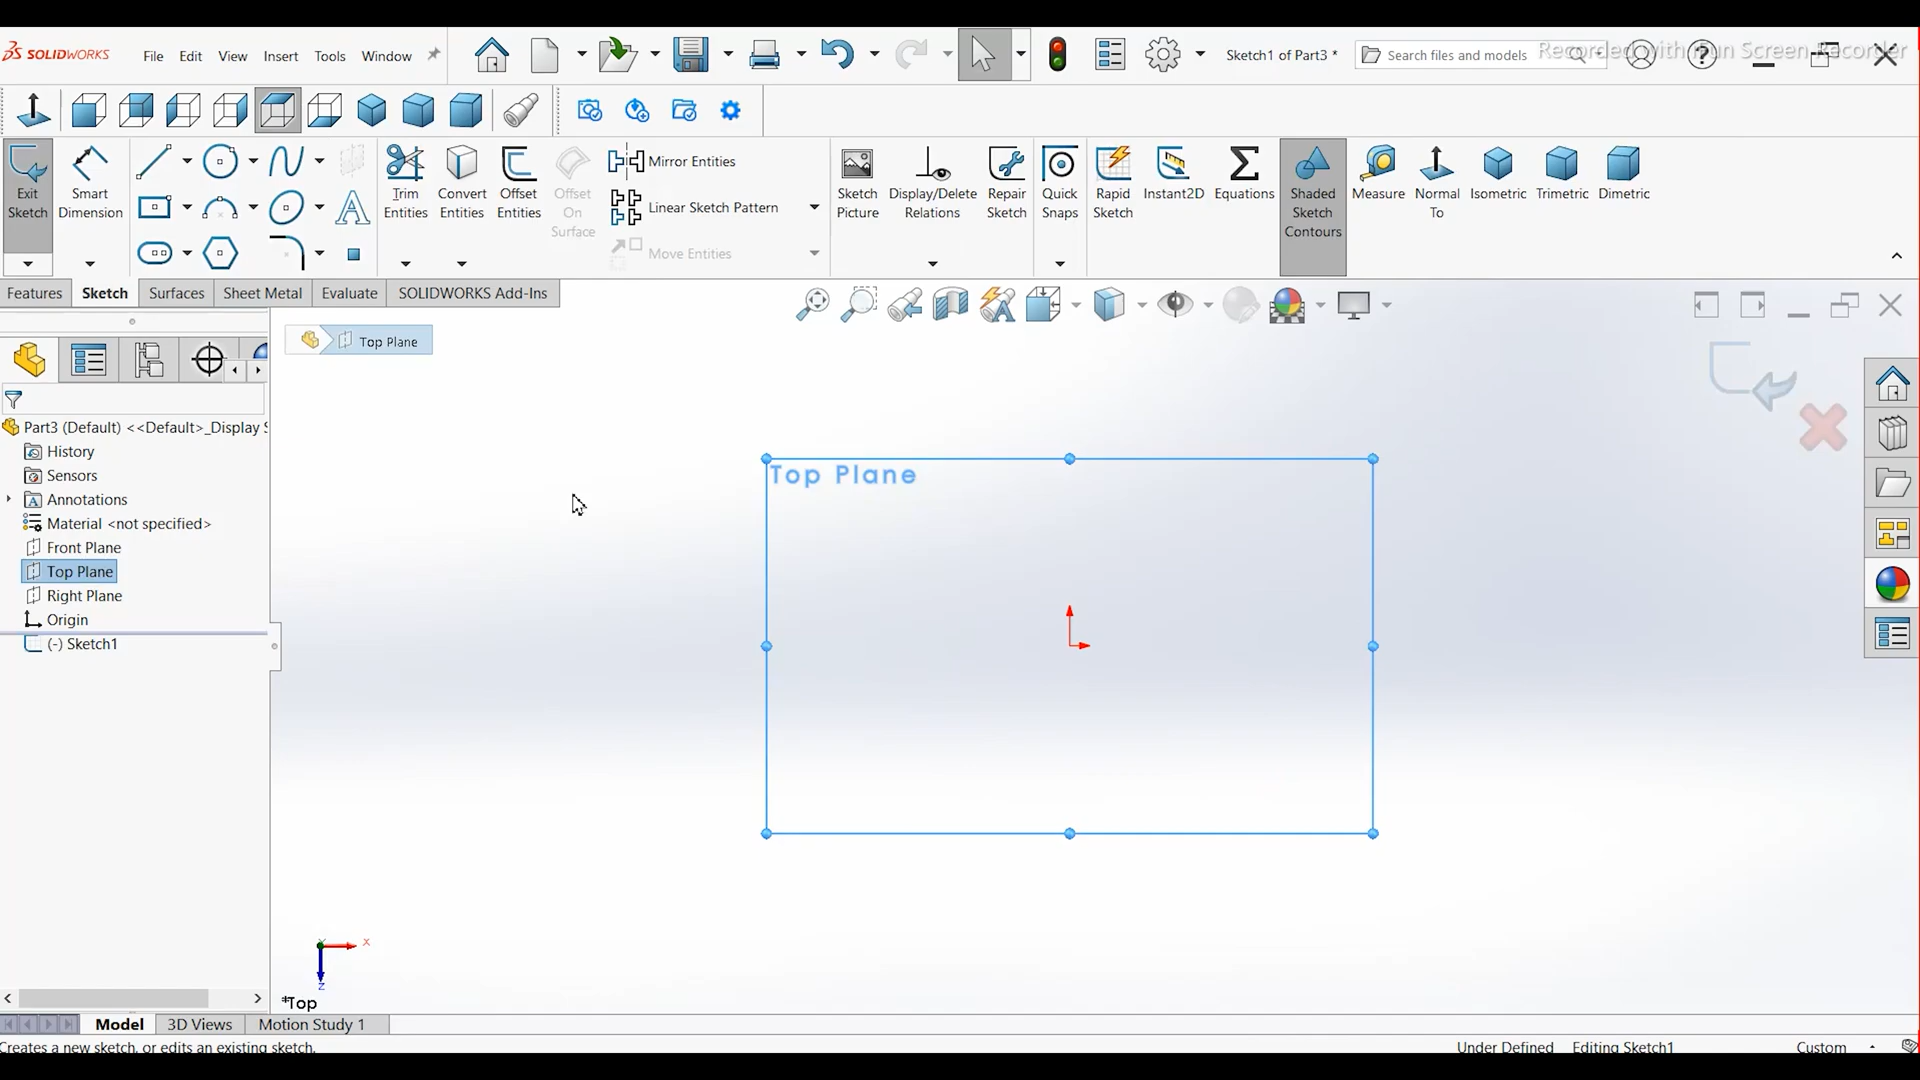 SOLIDWORKS File Edit View Insert Tools Window Sketch1 of Part3 * Search files and models Recorded with Fun Screen Recorder
Exit Sketch
Smart Dimension
Trim Entities
Convert Entities
Offset Entities
Offset On Surface
Mirror Entities
Linear Sketch Pattern
Move Entities
Sketch Picture
Display/Delete Relations
Repair Sketch
Quick Snaps
Rapid Sketch
Instant2D
Equations
Shaded Sketch Contours
Measure
Normal To
Isometric
Trimetric
Dimetric
Features Sketch Surfaces Sheet Metal Evaluate SOLIDWORKS Add-Ins
Top Plane
Part3 (Default) <<Default>_Display S
History
Sensors
Annotations
Material <not specified>
Front Plane
Top Plane
Right Plane
Origin
(-) Sketch1
Top Plane
x
z
*Top
Model 3D Views Motion Study 1
Creates a new sketch, or edits an existing sketch. Under Defined Editing Sketch1 Custom